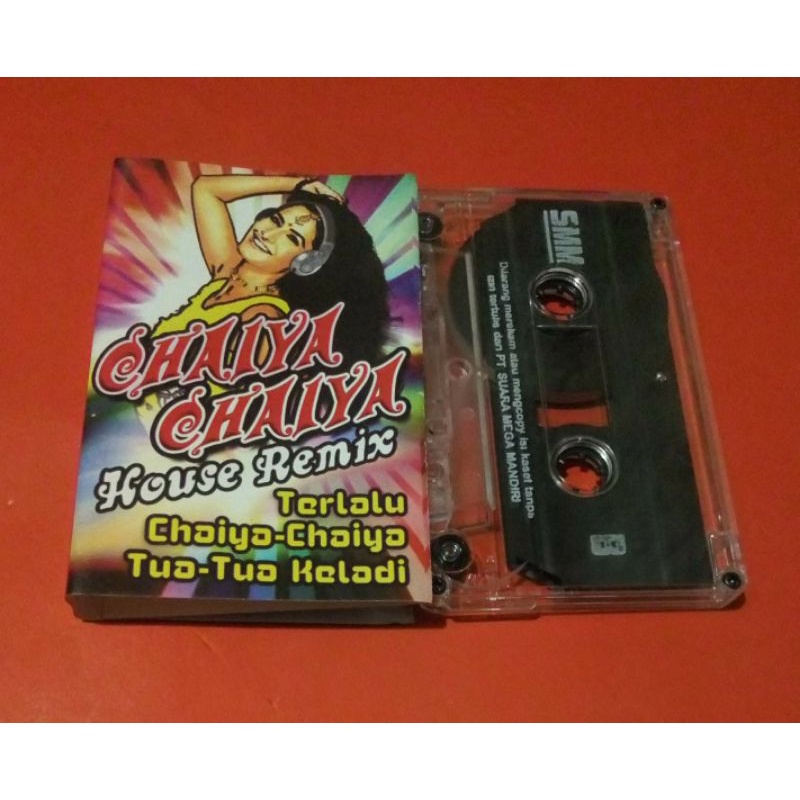 CHAIYA
CHAIYA
House Remix
Terlalu
Chaiya-Chaiya
Tua-Tua Keladi
SMM
Dilarang merekam atau mengcopy isi kaset tanpa
izin tertulis dari PT SUARA MEGA MANDIRI
B